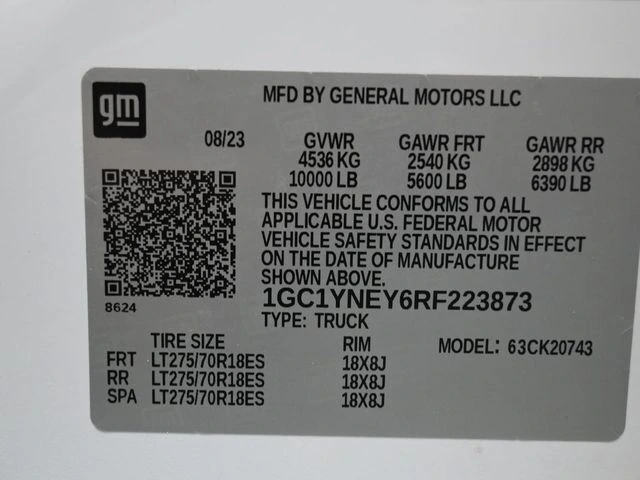 gm
MFD BY GENERAL MOTORS LLC
08/23 GVWR GAWR FRT GAWR RR
4536 KG 2540 KG 2898 KG
10000 LB 5600 LB 6390 LB
THIS VEHICLE CONFORMS TO ALL
APPLICABLE U.S. FEDERAL MOTOR
VEHICLE SAFETY STANDARDS IN EFFECT
ON THE DATE OF MANUFACTURE
SHOWN ABOVE.
8624
1GC1YNEY6RF223873
TYPE: TRUCK
TIRE SIZE RIM MODEL: 63CK20743
FRT LT275/70R18ES 18X8J
RR LT275/70R18ES 18X8J
SPA LT275/70R18ES 18X8J